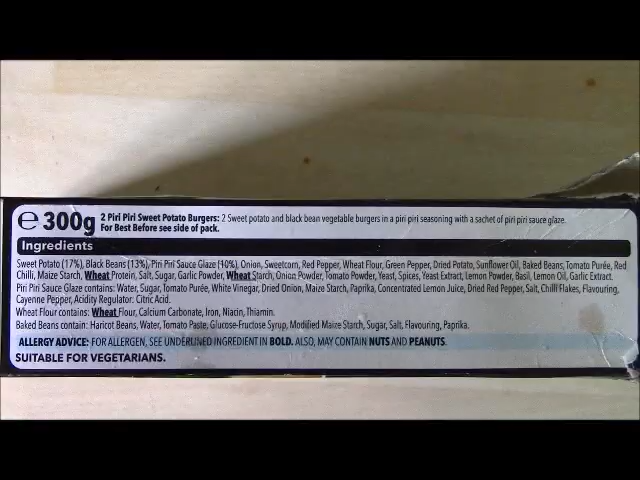 ℮ 300g 2 Piri Piri Sweet Potato Burgers: 2 Sweet potato and black bean vegetable burgers in a piri piri seasoning with a sachet of piri piri sauce glaze.
For Best Before see side of pack.
Ingredients
Sweet Potato (17%), Black Beans (13%), Piri Piri Sauce Glaze (10%), Onion, Sweetcorn, Red Pepper, Wheat Flour, Green Pepper, Dried Potato, Sunflower Oil, Baked Beans, Tomato Purée, Red
Chilli, Maize Starch, Wheat Protein, Salt, Sugar, Garlic Powder, Wheat Starch, Onion Powder, Tomato Powder, Yeast, Spices, Yeast Extract, Lemon Powder, Basil, Lemon Oil, Garlic Extract.
Piri Piri Sauce Glaze contains: Water, Sugar, Tomato Purée, White Vinegar, Dried Onion, Maize Starch, Paprika, Concentrated Lemon Juice, Dried Red Pepper, Salt, Chilli Flakes, Flavouring,
Cayenne Pepper, Acidity Regulator: Citric Acid.
Wheat Flour contains: Wheat Flour, Calcium Carbonate, Iron, Niacin, Thiamin.
Baked Beans contain: Haricot Beans, Water, Tomato Paste, Glucose-Fructose Syrup, Modified Maize Starch, Sugar, Salt, Flavouring, Paprika.
ALLERGY ADVICE: FOR ALLERGEN, SEE UNDERLINED INGREDIENT IN BOLD. ALSO, MAY CONTAIN NUTS AND PEANUTS.
SUITABLE FOR VEGETARIANS.